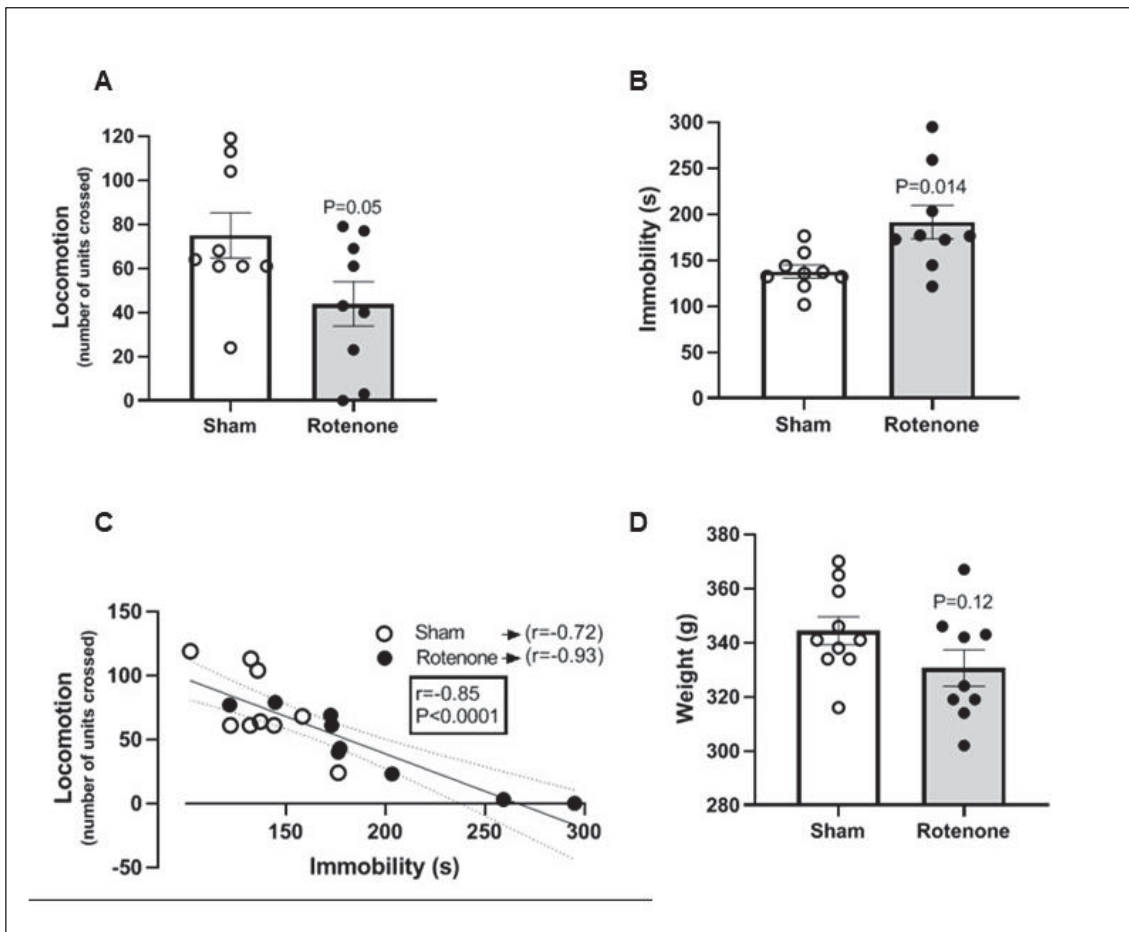 A
Locomotion
(number of units crossed)
120
100
80
60
40
20
0
P=0.05
Sham
Rotenone
B
Immobility (s)
300
250
200
150
100
50
0
P=0.014
Sham
Rotenone
C
Locomotion
(number of units crossed)
150
100
50
0
-50
Sham (r=-0.72)
Rotenone (r=-0.93)
r=-0.85
P<0.0001
150
200
250
300
Immobility (s)
D
Weight (g)
380
360
340
320
300
280
P=0.12
Sham
Rotenone